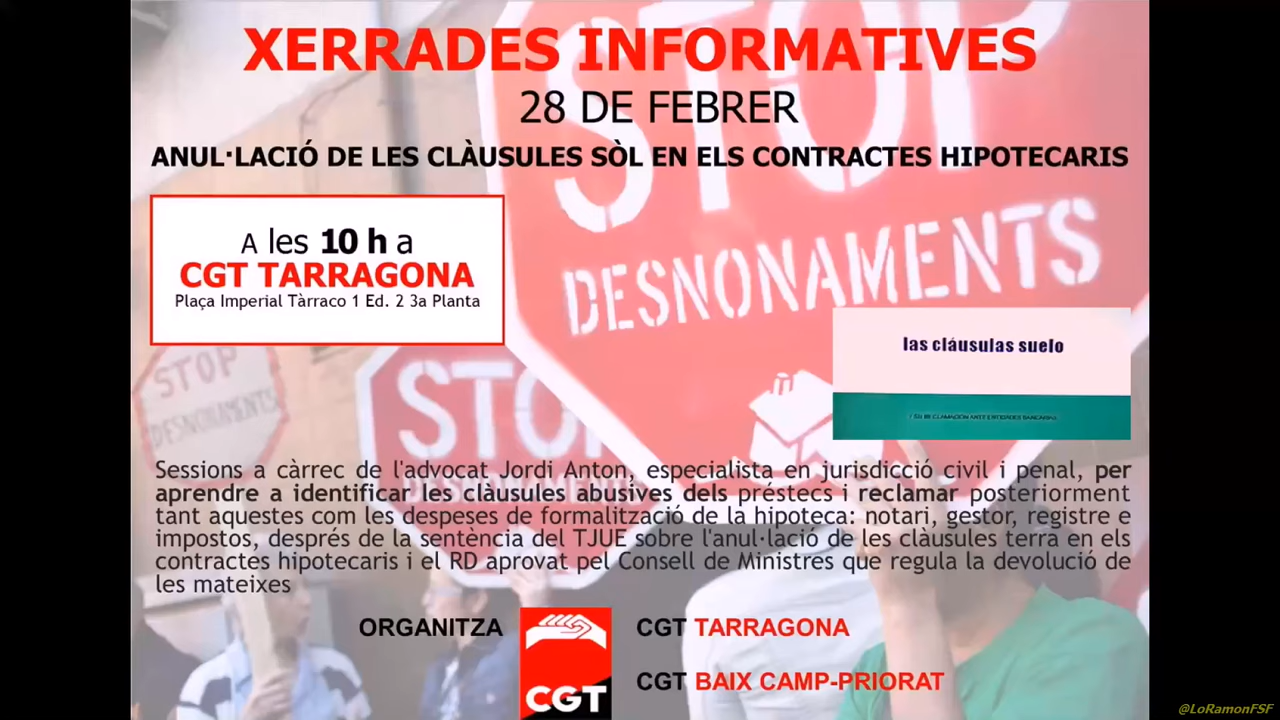 XERRADES INFORMATIVES
28 DE FEBRER
ANUL·LACIÓ DE LES CLÀUSULES SÒL EN ELS CONTRACTES HIPOTECARIS
A les 10 h a
CGT TARRAGONA
Plaça Imperial Tàrraco 1 Ed. 2 3a Planta
STOP
DESNONAMENTS
STOP
DESNONAMENTS
STOP
las cláusulas suelo
Sessions a càrrec de l'advocat Jordi Anton, especialista en jurisdicció civil i penal, per
aprendre a identificar les clàusules abusives dels préstecs i reclamar posteriorment
tant aquestes com les despeses de formalització de la hipoteca: notari, gestor, registre e
impostos, després de la sentència del TJUE sobre l'anul·lació de les clàusules terra en els
contractes hipotecaris i el RD aprovat pel Consell de Ministres que regula la devolució de
les mateixes
ORGANITZA
CGT
CGT TARRAGONA
CGT BAIX CAMP-PRIORAT
@LoRamonFSF